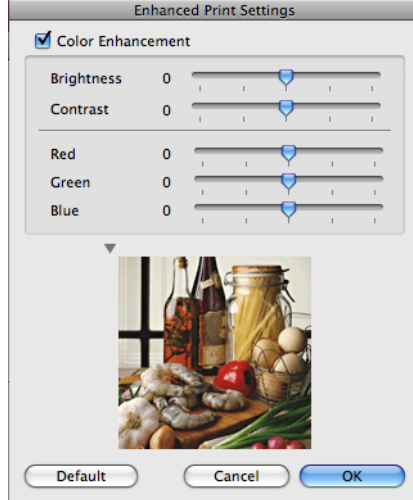 Enhanced Print Settings
Color Enhancement
Brightness 0
Contrast 0
Red 0
Green 0
Blue 0
Default Cancel OK